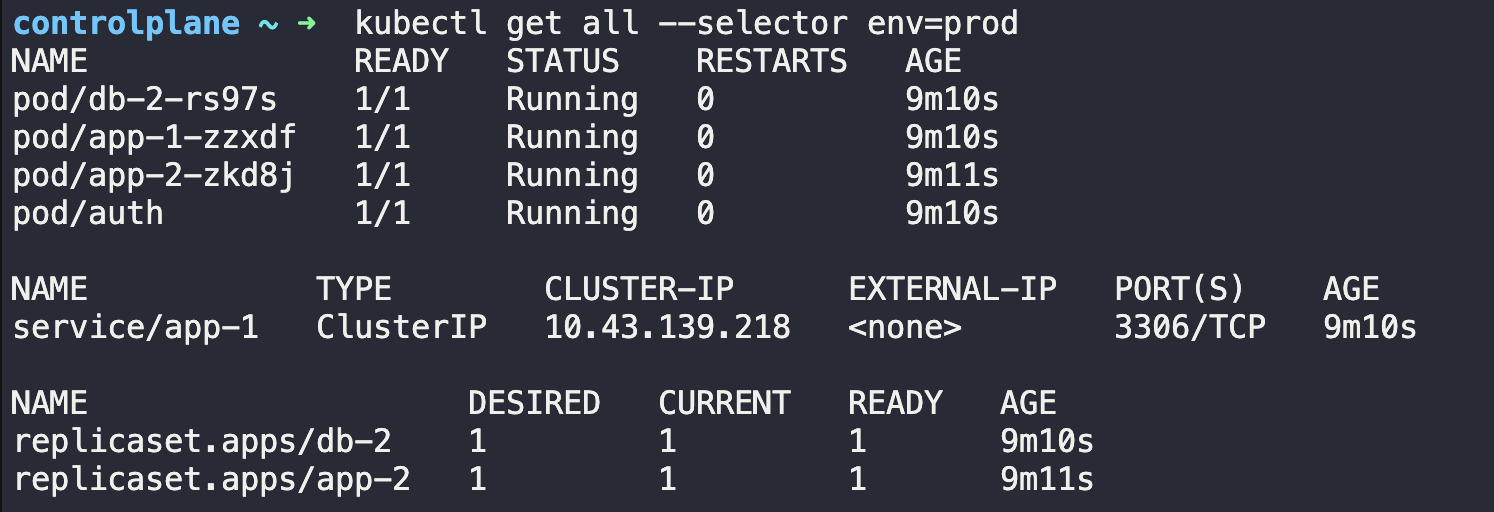 controlplane ~ ➜  kubectl get all --selector env=prod
NAME              READY   STATUS    RESTARTS   AGE
pod/db-2-rs97s    1/1     Running   0          9m10s
pod/app-1-zzxdf   1/1     Running   0          9m10s
pod/app-2-zkd8j   1/1     Running   0          9m11s
pod/auth          1/1     Running   0          9m10s
NAME            TYPE        CLUSTER-IP      EXTERNAL-IP   PORT(S)    AGE
service/app-1   ClusterIP   10.43.139.218   <none>        3306/TCP   9m10s
NAME                    DESIRED   CURRENT   READY   AGE
replicaset.apps/db-2    1         1         1       9m10s
replicaset.apps/app-2   1         1         1       9m11s